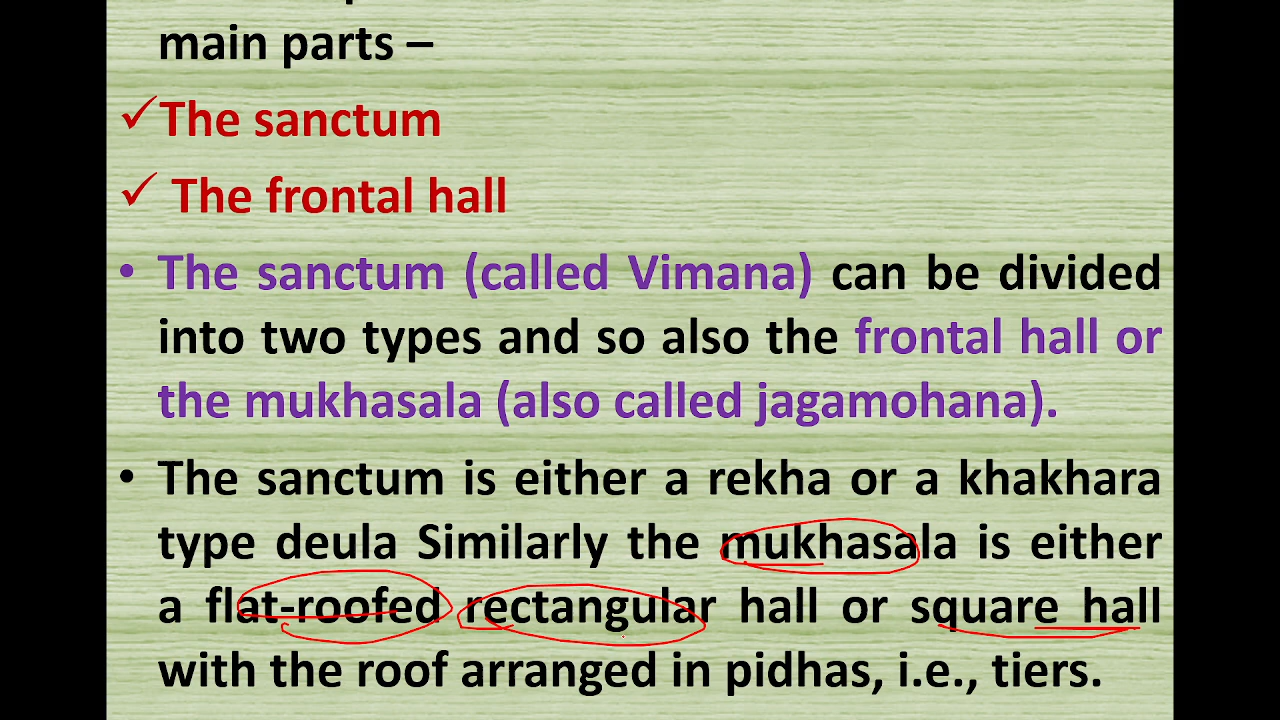 main parts –
✓The sanctum
✓ The frontal hall
• The sanctum (called Vimana) can be divided
into two types and so also the frontal hall or
the mukhasala (also called jagamohana).
• The sanctum is either a rekha or a khakhara
type deula Similarly the mukhasala is either
a flat-roofed rectangular hall or square hall
with the roof arranged in pidhas, i.e., tiers.